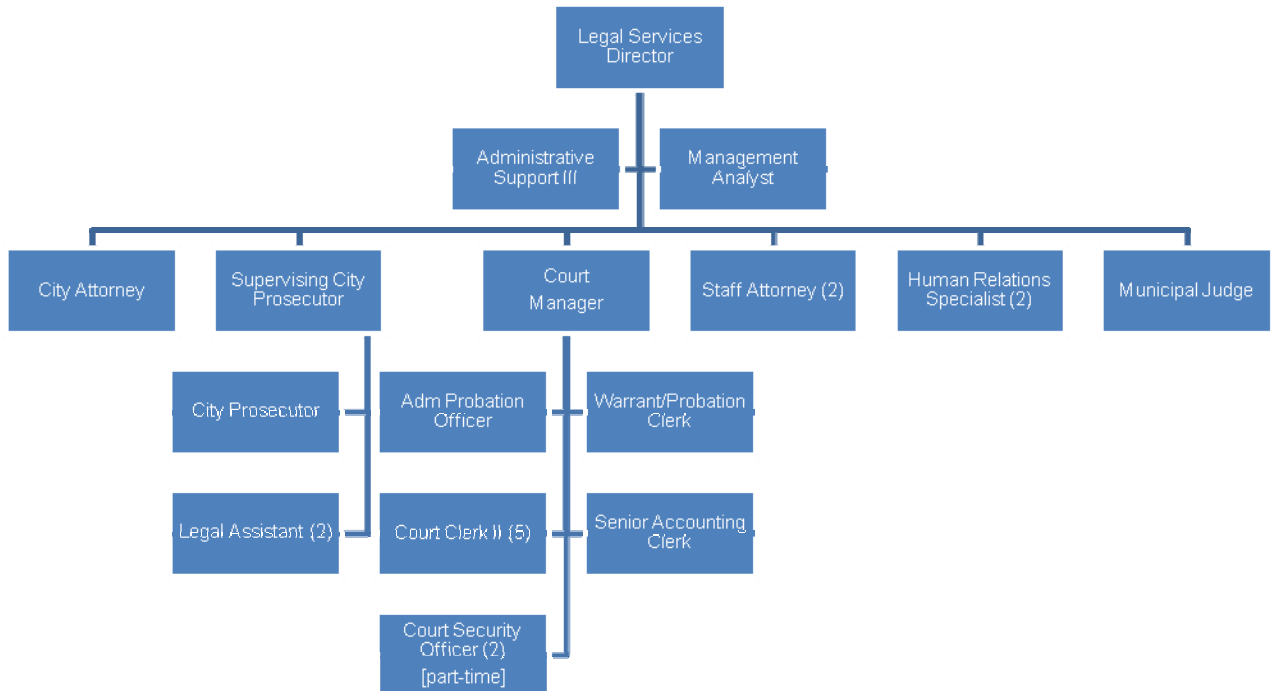 Legal Services
Director
Administrative
Support III
Management
Analyst
City Attorney
Supervising City
Prosecutor
Court
Manager
Staff Attorney (2)
Human Relations
Specialist (2)
Municipal Judge
City Prosecutor
Adm Probation
Officer
Warrant/Probation
Clerk
Legal Assistant (2)
Court Clerk II (5)
Senior Accounting
Clerk
Court Security
Officer (2)
[part-time]